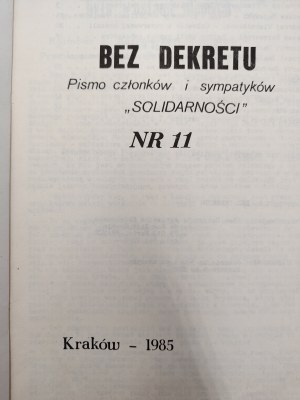 BEZ DEKRETU
Pismo członków i sympatyków
„SOLIDARNOŚCI”
NR 11
Kraków - 1985